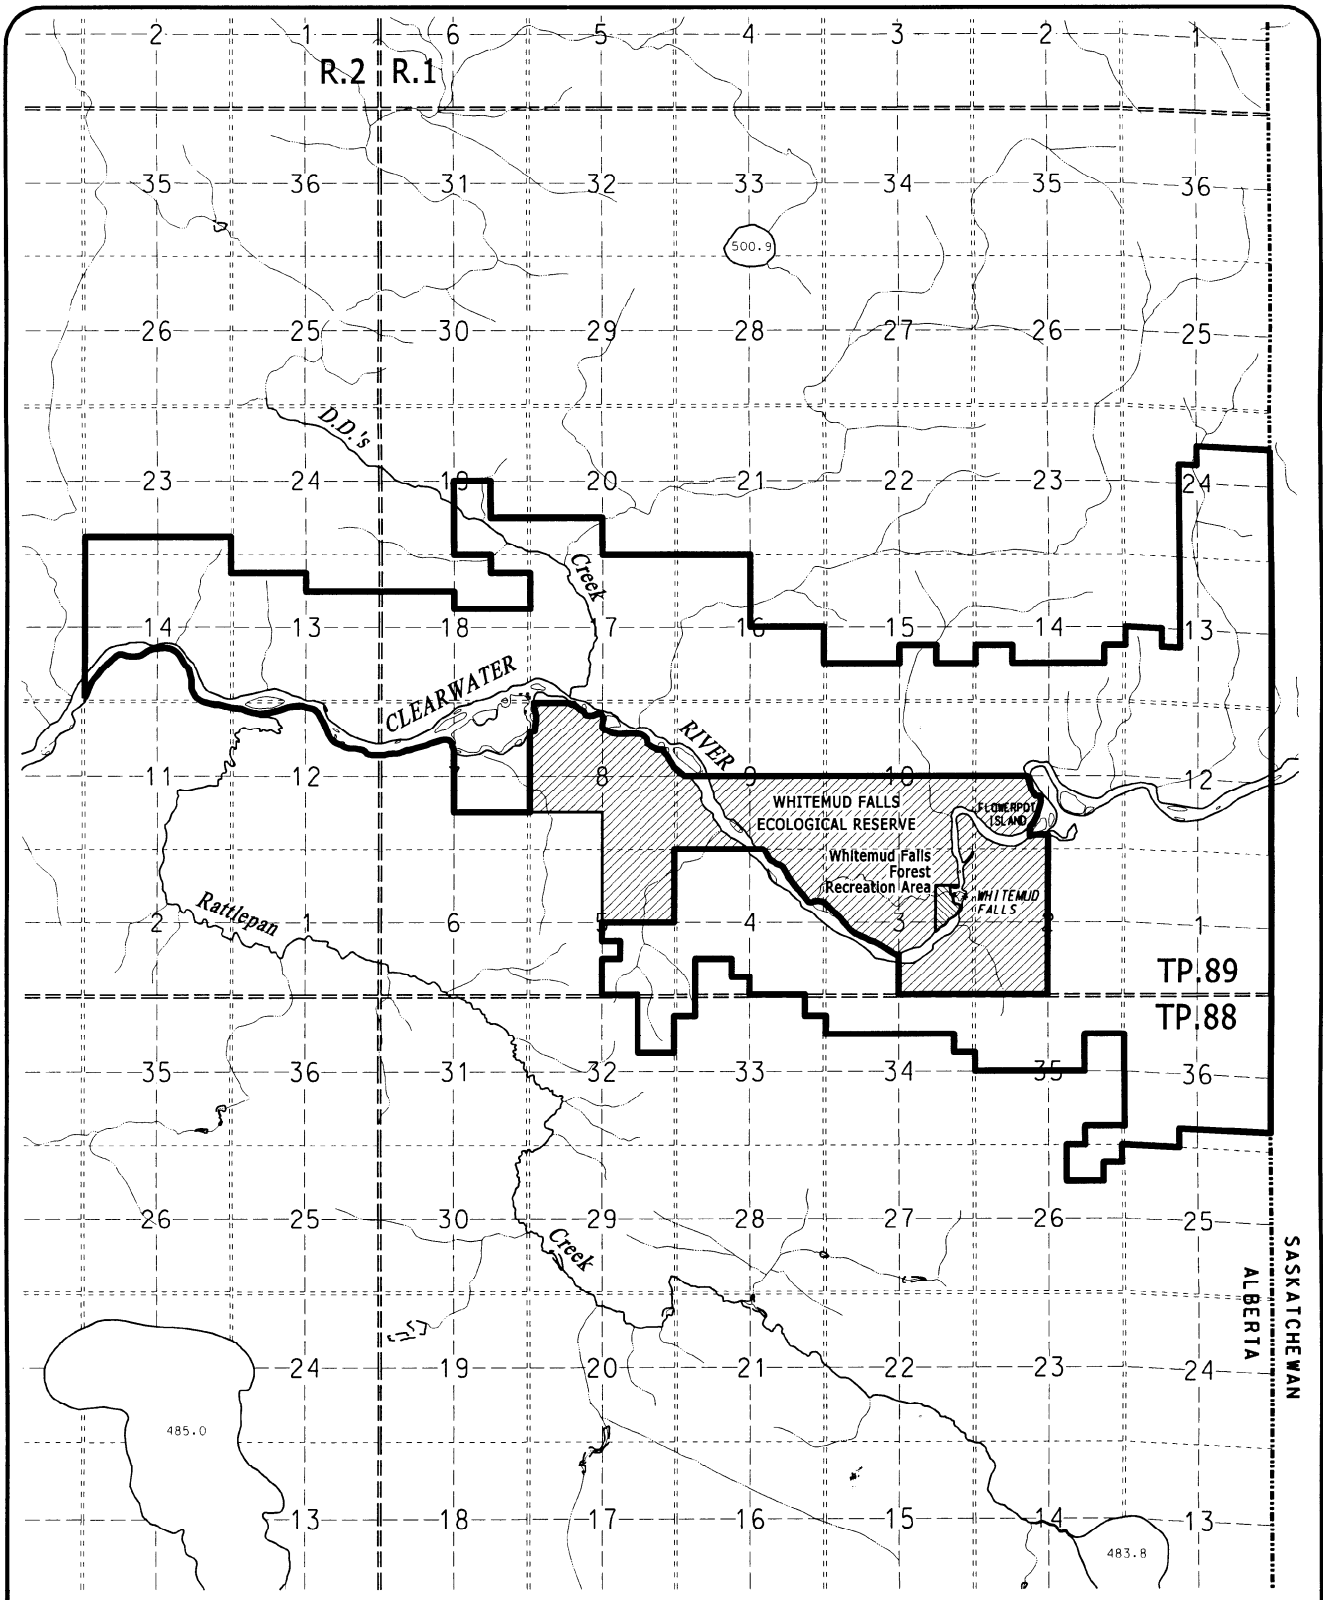 2 1 6 5 4 3 2 1
R.2 R.1
35 36 31 32 33 34 35 36
500.9
26 25 30 29 28 27 26 25
D.D.'s
23 24 19 20 21 22 23 24
Creek
14 13 18 17 16 15 14 13
CLEARWATER
RIVER
11 12 8 9 10 12
WHITEMUD FALLS
ECOLOGICAL RESERVE
FLOWERPOT
ISLAND
Whitemud Falls
Forest
Recreation Area
WHITEMUD
FALLS
Rattlepan
2 1 6 5 4 3 2 1
TP.89
TP.88
35 36 31 32 33 34 35 36
26 25 30 29 28 27 26 25
Creek
SASKATCHEWAN
ALBERTA
24 19 20 21 22 23 24
485.0
13 18 17 16 15 14 13
483.8